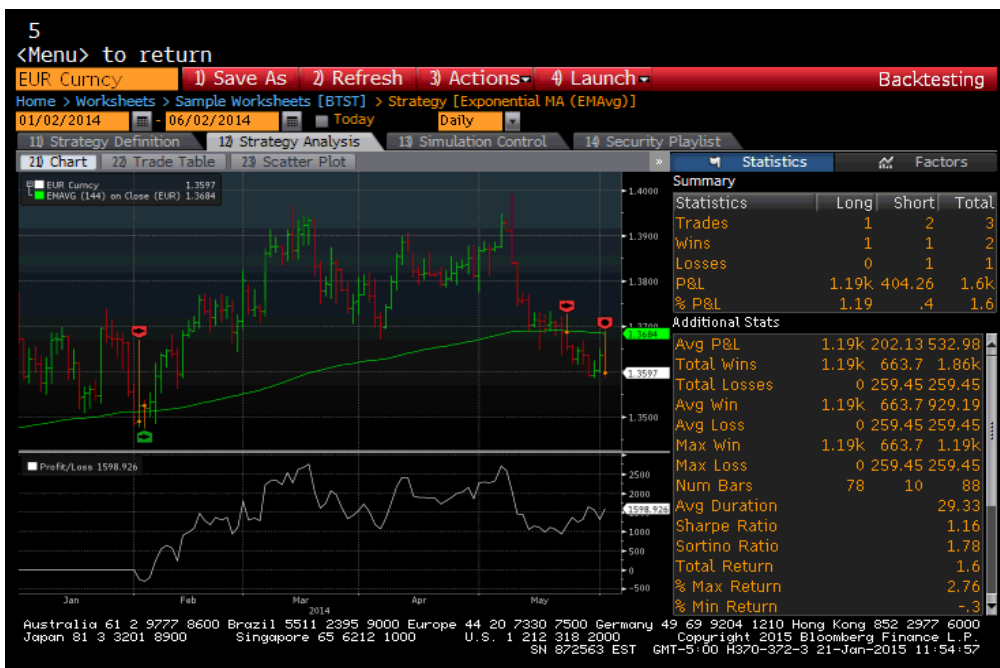 5
<Menu> to return
EUR Curncy 1) Save As 2) Refresh 3) Actions 4) Launch Backtesting
Home > Worksheets > Sample Worksheets [BTST] > Strategy [Exponential MA (EMAvg)]
01/02/2014 - 06/02/2014 Today Daily
11) Strategy Definition 12) Strategy Analysis 13) Simulation Control 14) Security Playlist
21) Chart 22) Trade Table 23) Scatter Plot » Statistics Factors
EUR Curncy 1.3597
EMAVG (144) on Close (EUR) 1.3684
1.4000
1.3900
1.3800
1.3700
1.3684
1.3597
1.3500
Summary
Statistics Long Short Total
Trades 1 2 3
Wins 1 1 2
Losses 0 1 1
P&L 1.19k 404.26 1.6k
% P&L 1.19 .4 1.6
Additional Stats
Avg P&L 1.19k 202.13 532.98
Total Wins 1.19k 663.7 1.86k
Total Losses 0 259.45 259.45
Avg Win 1.19k 663.7 929.19
Avg Loss 0 259.45 259.45
Max Win 1.19k 663.7 1.19k
Max Loss 0 259.45 259.45
Num Bars 78 10 88
Avg Duration 29.33
Sharpe Ratio 1.16
Sortino Ratio 1.78
Total Return 1.6
% Max Return 2.76
% Min Return -.3
Profit/Loss 1598.926
2500
2000
1598.926
1000
500
0
-500
Jan Feb Mar Apr May
2014
Australia 61 2 9777 8600 Brazil 5511 2395 9000 Europe 44 20 7330 7500 Germany 49 69 9204 1210 Hong Kong 852 2977 6000
Japan 81 3 3201 8900 Singapore 65 6212 1000 U.S. 1 212 318 2000 Copyright 2015 Bloomberg Finance L.P.
SN 872563 EST GMT-5:00 H370-372-3 21-Jan-2015 11:54:57